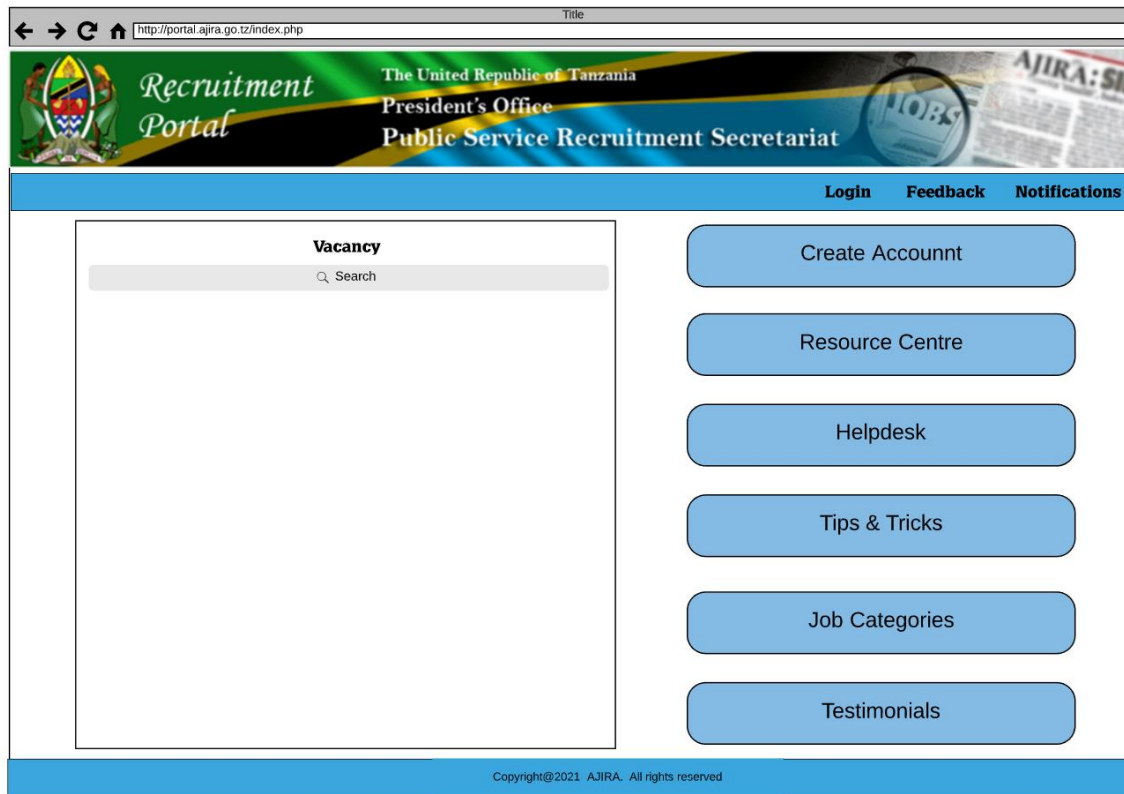 Title
http://portal.ajira.go.tz/index.php
Recruitment
Portal
The United Republic of Tanzania
President's Office
Public Service Recruitment Secretariat
JOBS
AJIRA: SI
Login Feedback Notifications
Vacancy
Search
Create Accounnt
Resource Centre
Helpdesk
Tips & Tricks
Job Categories
Testimonials
Copyright@2021 AJIRA. All rights reserved